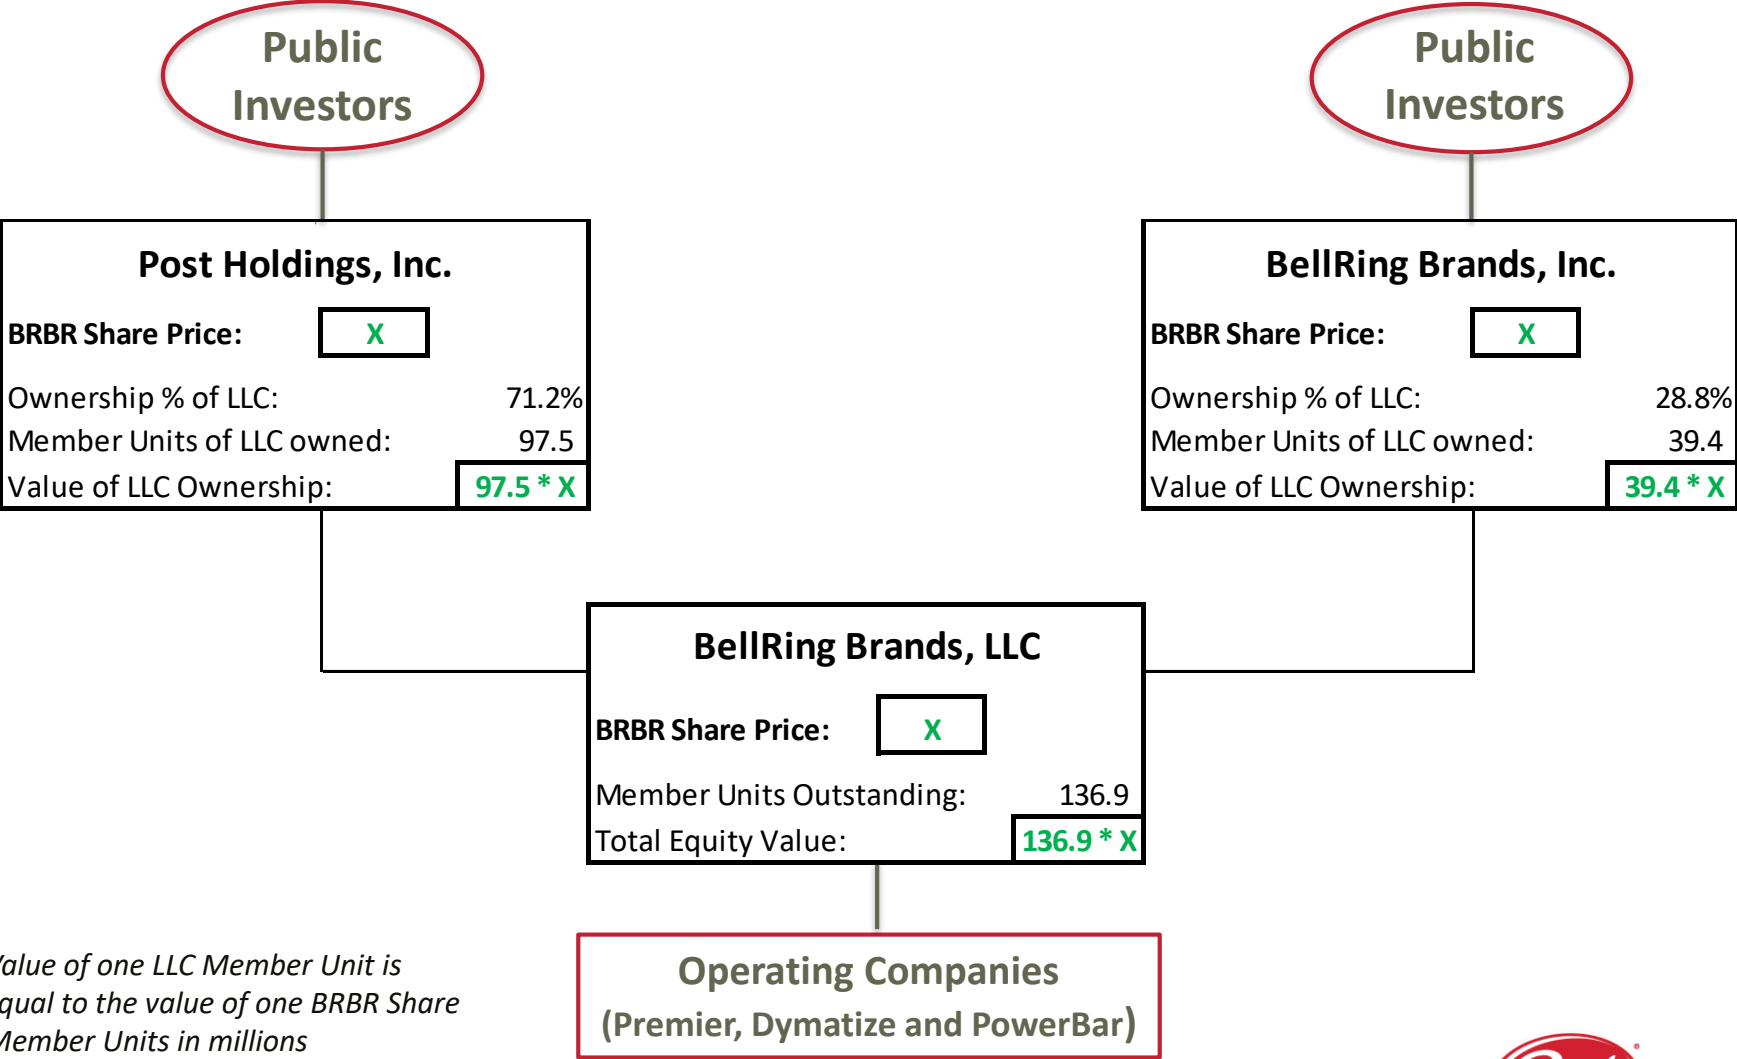 Public
Investors
Public
Investors
Post Holdings, Inc.
BRBR Share Price: X
Ownership % of LLC: 71.2%
Member Units of LLC owned: 97.5
Value of LLC Ownership: 97.5 * X
BellRing Brands, Inc.
BRBR Share Price: X
Ownership % of LLC: 28.8%
Member Units of LLC owned: 39.4
Value of LLC Ownership: 39.4 * X
BellRing Brands, LLC
BRBR Share Price: X
Member Units Outstanding: 136.9
Total Equity Value: 136.9 * X
Operating Companies
(Premier, Dymatize and PowerBar)
Value of one LLC Member Unit is
qual to the value of one BRBR Share
Member Units in millions